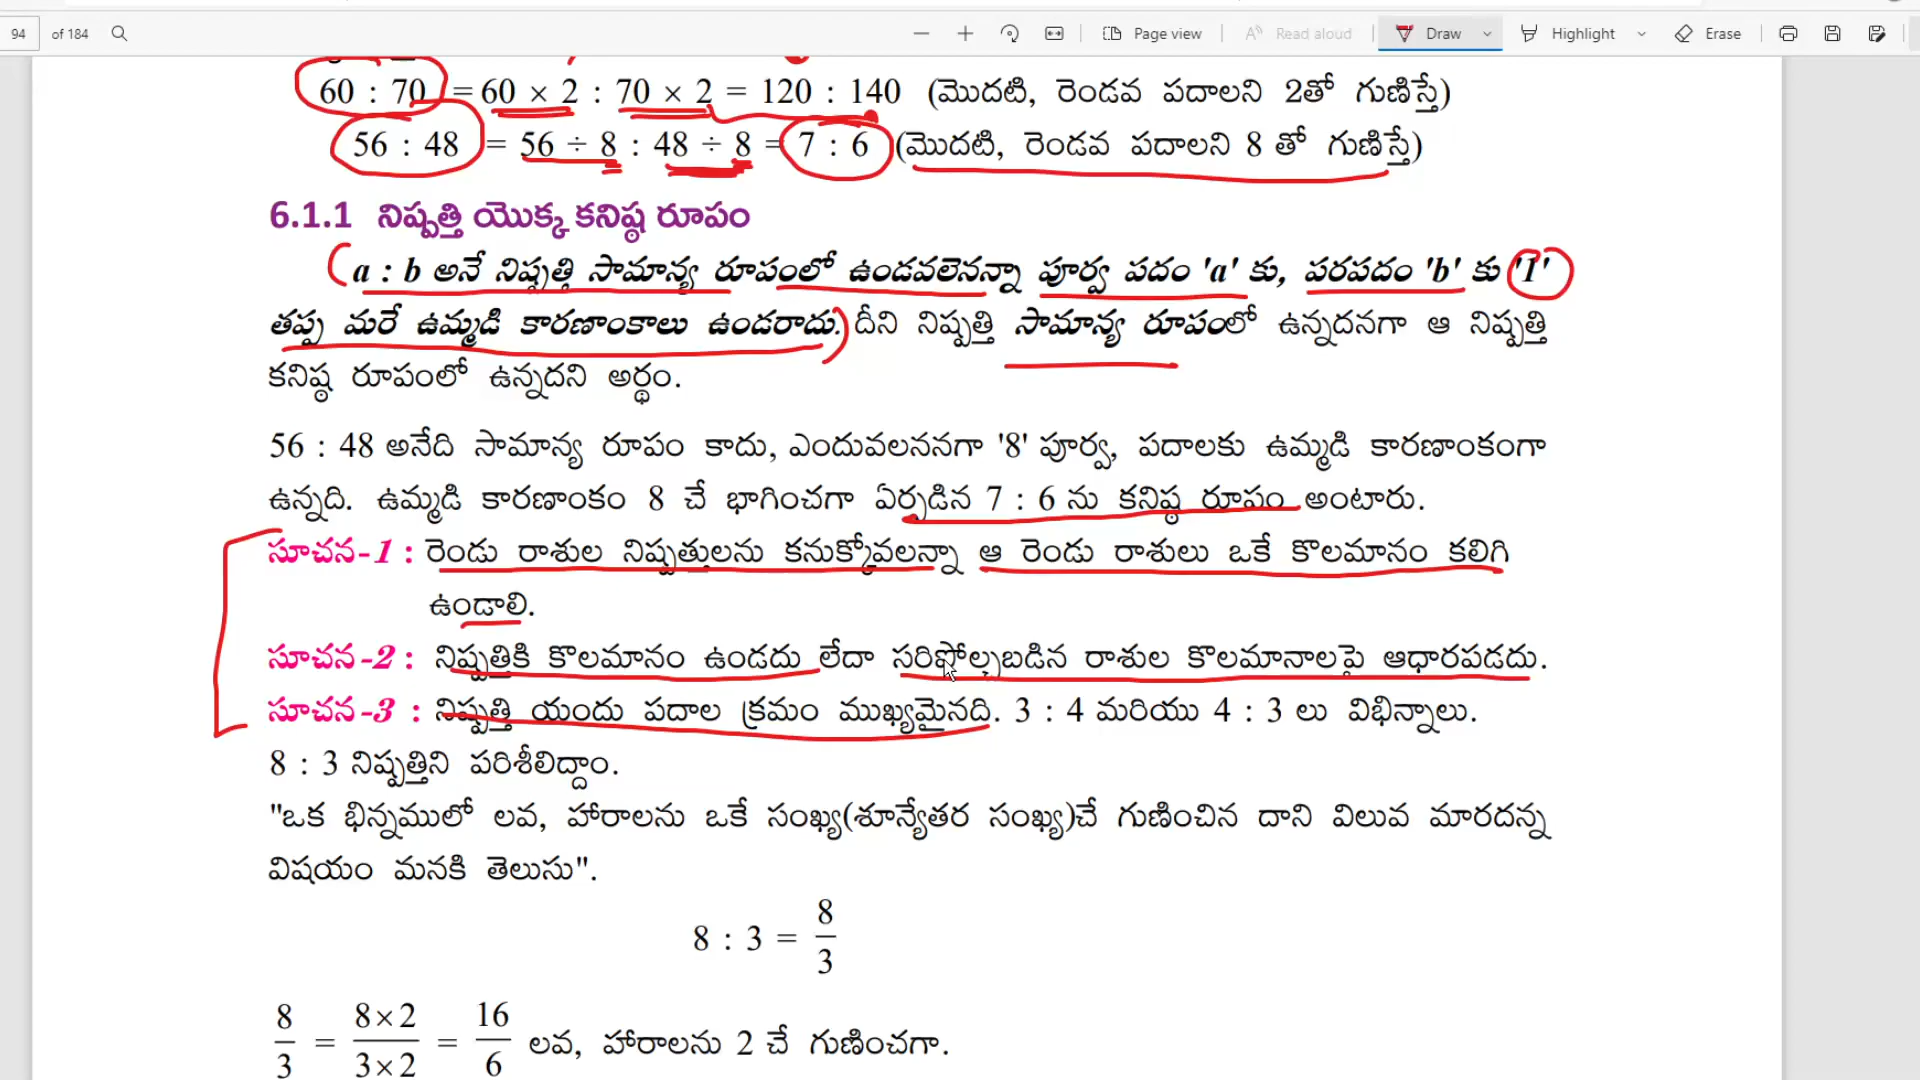 94 of 184 Page view Read aloud Draw Highlight Erase
60 : 70 = 60 × 2 : 70 × 2 = 120 : 140 (మొదటి, రెండవ పదాలని 2తో గుణిస్తే)
56 : 48 = 56 ÷ 8 : 48 ÷ 8 = 7 : 6 (మొదటి, రెండవ పదాలని 8 తో గుణిస్తే)
6.1.1 నిష్పత్తి యొక్క కనిష్ఠ రూపం
a : b అనే నిష్పత్తి సామాన్య రూపంలో ఉండవలెనన్నా పూర్వ పదం 'a' కు, పరపదం 'b' కు '1'
తప్ప మరే ఉమ్మడి కారణాంకాలు ఉండరాదు. దీని నిష్పత్తి సామాన్య రూపంలో ఉన్నదనగా ఆ నిష్పత్తి
కనిష్ఠ రూపంలో ఉన్నదని అర్థం.
56 : 48 అనేది సామాన్య రూపం కాదు, ఎందువలననగా '8' పూర్వ, పదాలకు ఉమ్మడి కారణాంకంగా
ఉన్నది. ఉమ్మడి కారణాంకం 8 చే భాగించగా ఏర్పడిన 7 : 6 ను కనిష్ఠ రూపం అంటారు.
సూచన-1 : రెండు రాశుల నిష్పత్తులను కనుక్కోవలన్నా ఆ రెండు రాశులు ఒకే కొలమానం కలిగి
ఉండాలి.
సూచన-2 : నిష్పత్తికి కొలమానం ఉండదు లేదా సరిపోల్చబడిన రాశుల కొలమానాలపై ఆధారపడదు.
సూచన-3 : నిష్పత్తి యందు పదాల క్రమం ముఖ్యమైనది. 3 : 4 మరియు 4 : 3 లు విభిన్నాలు.
8 : 3 నిష్పత్తిని పరిశీలిద్దాం.
"ఒక భిన్నములో లవ, హారాలను ఒకే సంఖ్య(శూన్యేతర సంఖ్య)చే గుణించిన దాని విలువ మారదన్న
విషయం మనకి తెలుసు".
8 : 3 = 8/3
8/3 = 8×2/3×2 = 16/6 లవ, హారాలను 2 చే గుణించగా.